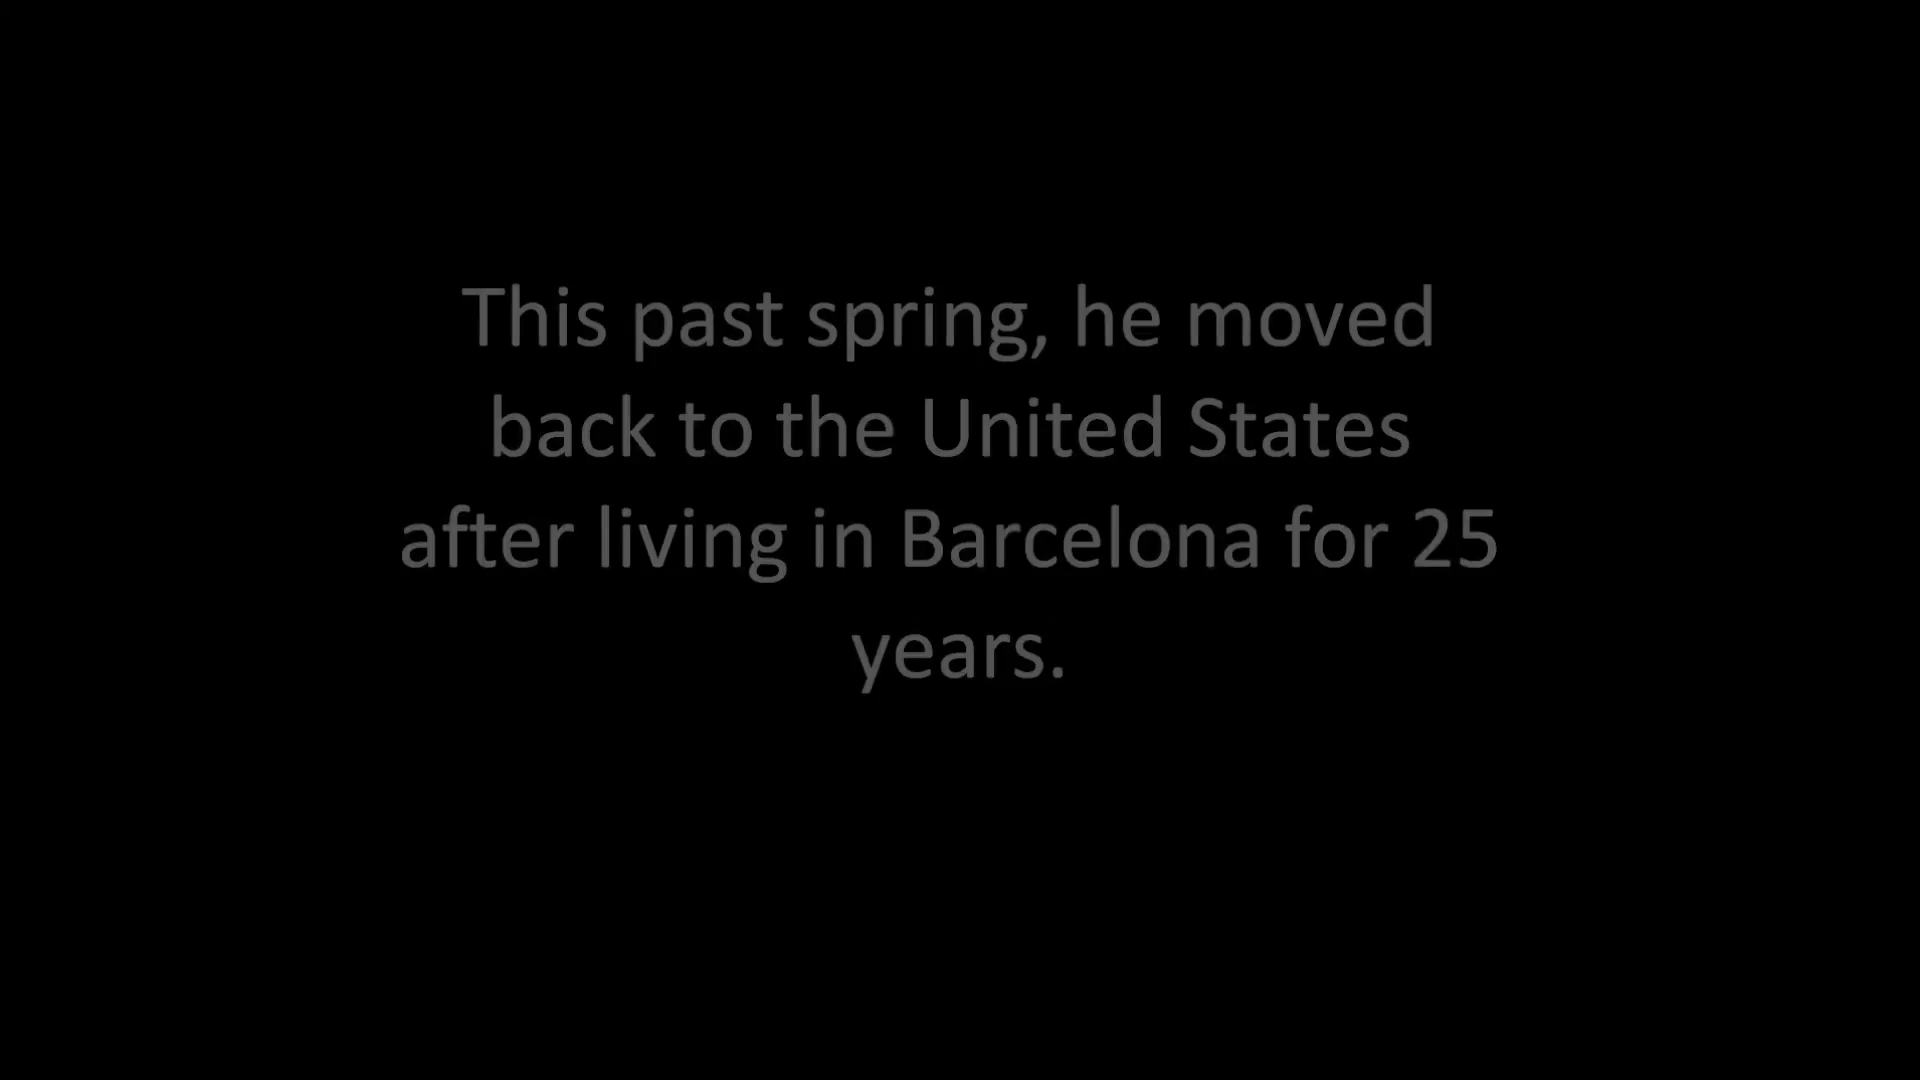 This past spring, he moved
back to the United States
after living in Barcelona for 25
years.